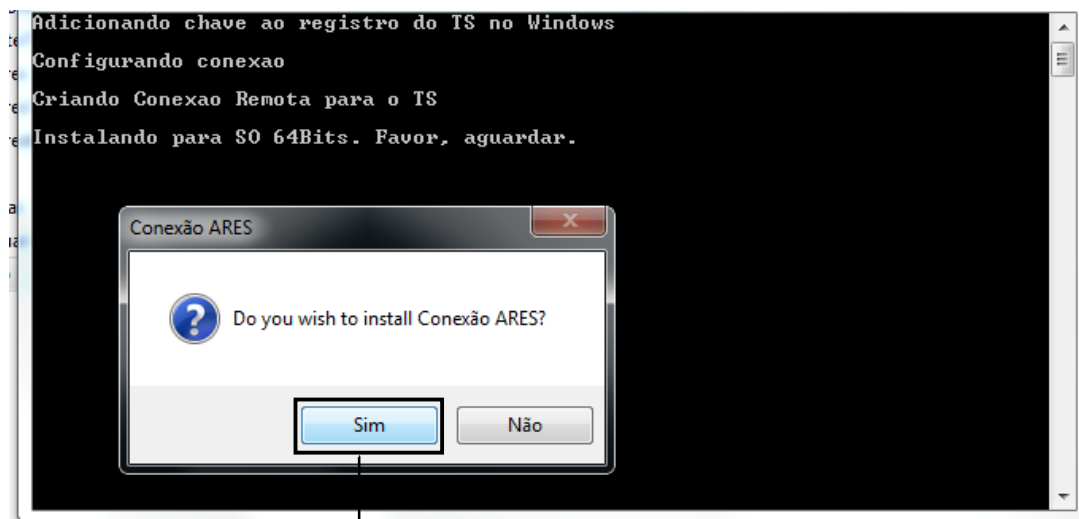 Adicionando chave ao registro do TS no Windows
Configurando conexao
Criando Conexao Remota para o TS
Instalando para SO 64Bits. Favor, aguardar.
Conexão ARES
Do you wish to install Conexão ARES?
Sim
Não